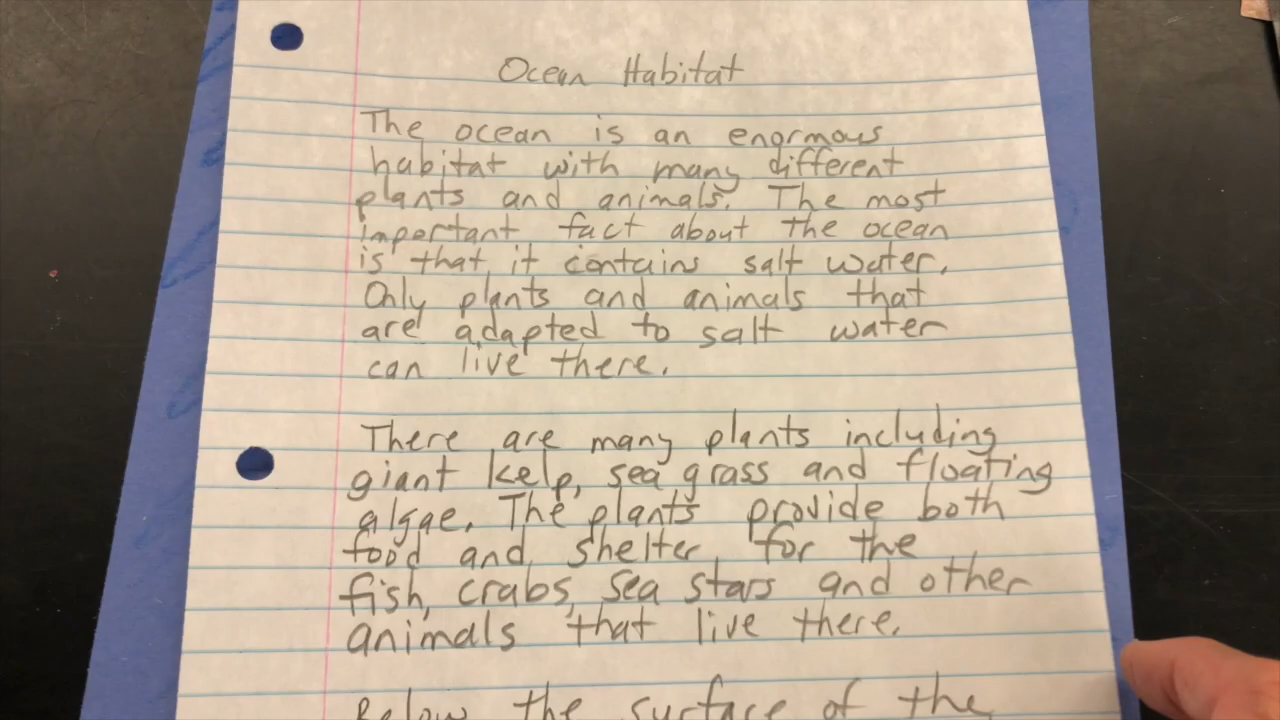 Ocean Habitat
The ocean is an enormous
habitat with many different
plants and animals. The most
important fact about the ocean
is that it contains salt water.
Only plants and animals that
are adapted to salt water
can live there.
There are many plants including
giant kelp, sea grass and floating
algae. The plants provide both
food and shelter for the
fish, crabs, sea stars and other
animals that live there.
Below the surface of the